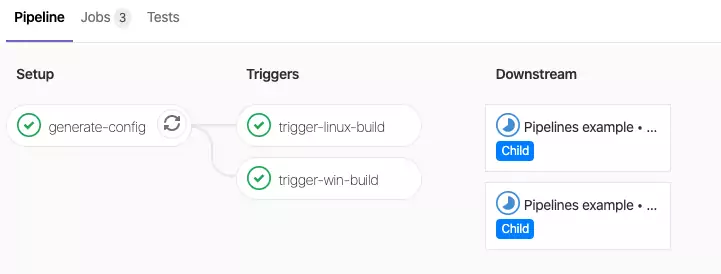 Pipeline Jobs 3 Tests
Setup Triggers Downstream
generate-config
trigger-linux-build
trigger-win-build
Pipelines example • ...
Child
Pipelines example • ...
Child